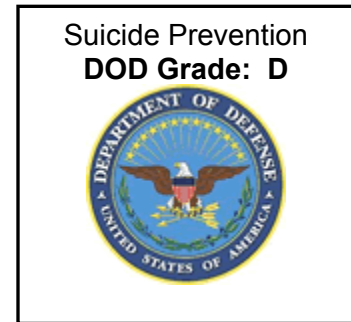 Suicide Prevention
DOD Grade: D
DEPARTMENT OF DEFENSE
UNITED STATES OF AMERICA